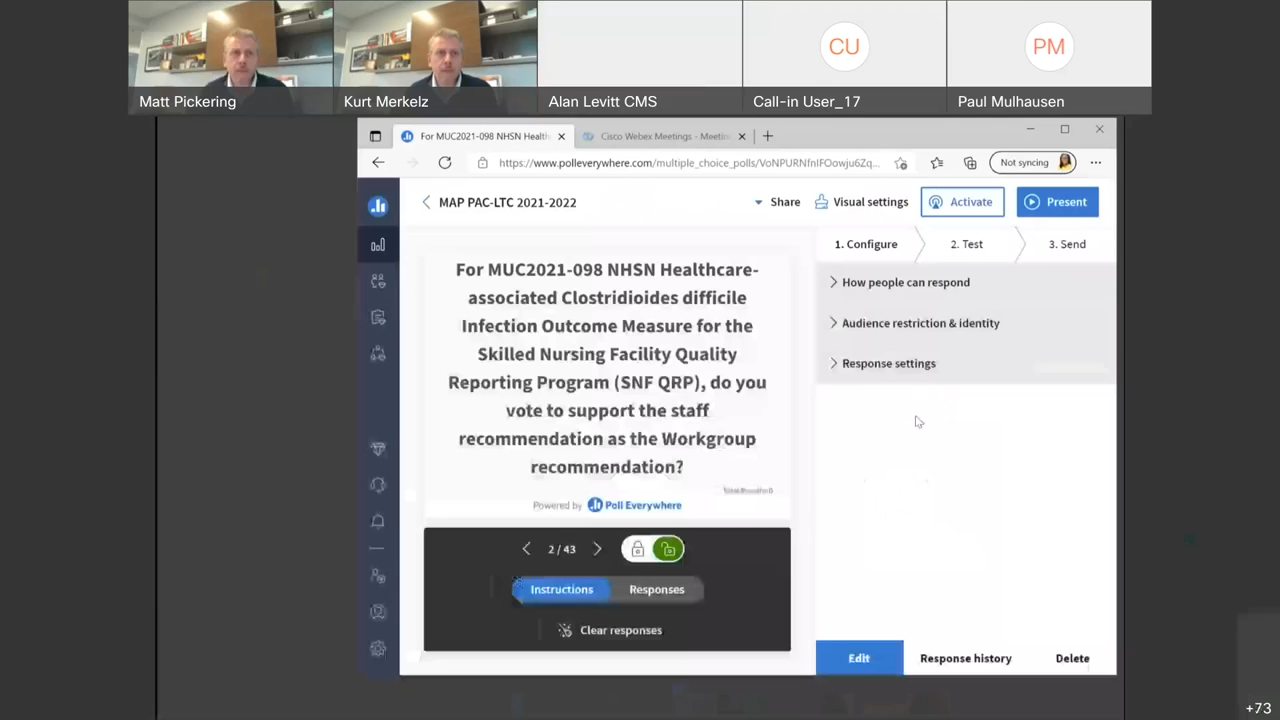 CU
PM
Matt Pickering
Kurt Merkelz
Alan Levitt CMS
Call-in User_17
Paul Mulhausen
For MUC2021-098 NHSN Health
Cisco Webex Meetings - Meetin
https://www.polleverywhere.com/multiple_choice_polls/VoNPURNfnIFOowju6Zq...
Not syncing
MAP PAC-LTC 2021-2022
Share
Visual settings
Activate
Present
1. Configure
2. Test
3. Send
For MUC2021-098 NHSN Healthcare-
associated Clostridioides difficile
Infection Outcome Measure for the
Skilled Nursing Facility Quality
Reporting Program (SNF QRP), do you
vote to support the staff
recommendation as the Workgroup
recommendation?
Powered by Poll Everywhere
How people can respond
Audience restriction & identity
Response settings
2 / 43
Instructions
Responses
Clear responses
Edit
Response history
Delete
+73